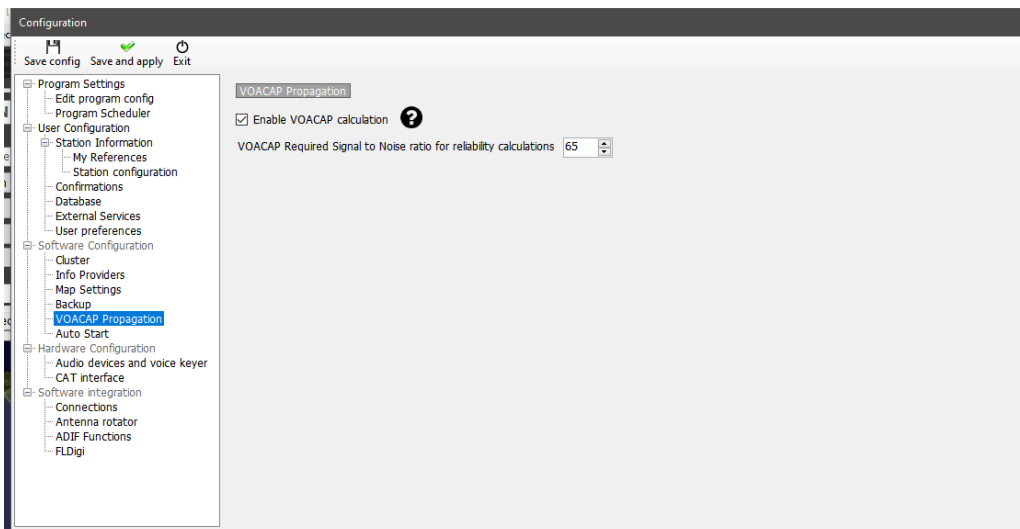 Configuration
Save config Save and apply Exit
Program Settings
Edit program config
Program Scheduler
User Configuration
Station Information
My References
Station configuration
Confirmations
Database
External Services
User preferences
Software Configuration
Cluster
Info Providers
Map Settings
Backup
VOACAP Propagation
Auto Start
Hardware Configuration
Audio devices and voice keyer
CAT interface
Software integration
Connections
Antenna rotator
ADIF Functions
FLDigi
VOACAP Propagation
Enable VOACAP calculation ?
VOACAP Required Signal to Noise ratio for reliability calculations 65